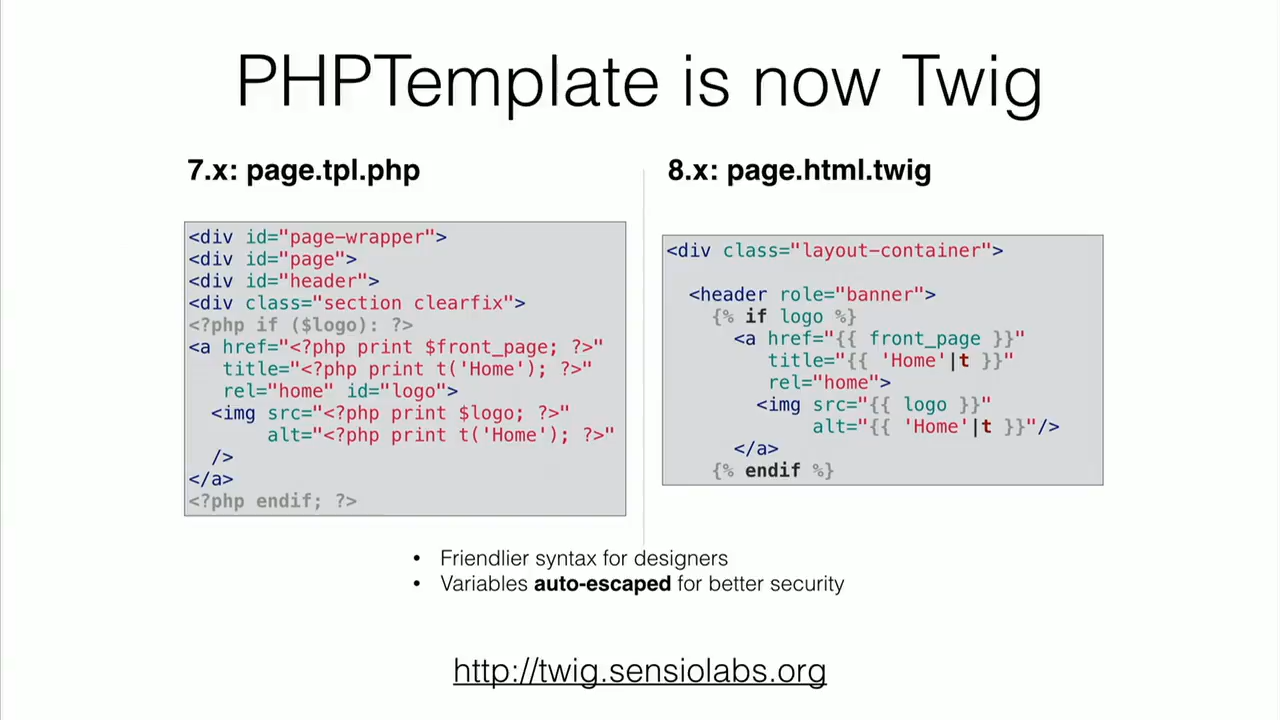 PHPTemplate is now Twig
7.x: page.tpl.php
<div id="page-wrapper">
<div id="page">
<div id="header">
<div class="section clearfix">
<?php if ($logo): ?>
<a href="<?php print $front_page; ?>"
   title="<?php print t('Home'); ?>"
   rel="home" id="logo">
  <img src="<?php print $logo; ?>"
       alt="<?php print t('Home'); ?>"
  />
</a>
<?php endif; ?>
8.x: page.html.twig
<div class="layout-container">
  <header role="banner">
    {% if logo %}
      <a href="{{ front_page }}"
         title="{{ 'Home'|t }}"
         rel="home">
        <img src="{{ logo }}"
             alt="{{ 'Home'|t }}"/>
      </a>
    {% endif %}
• Friendlier syntax for designers
• Variables auto-escaped for better security
http://twig.sensiolabs.org